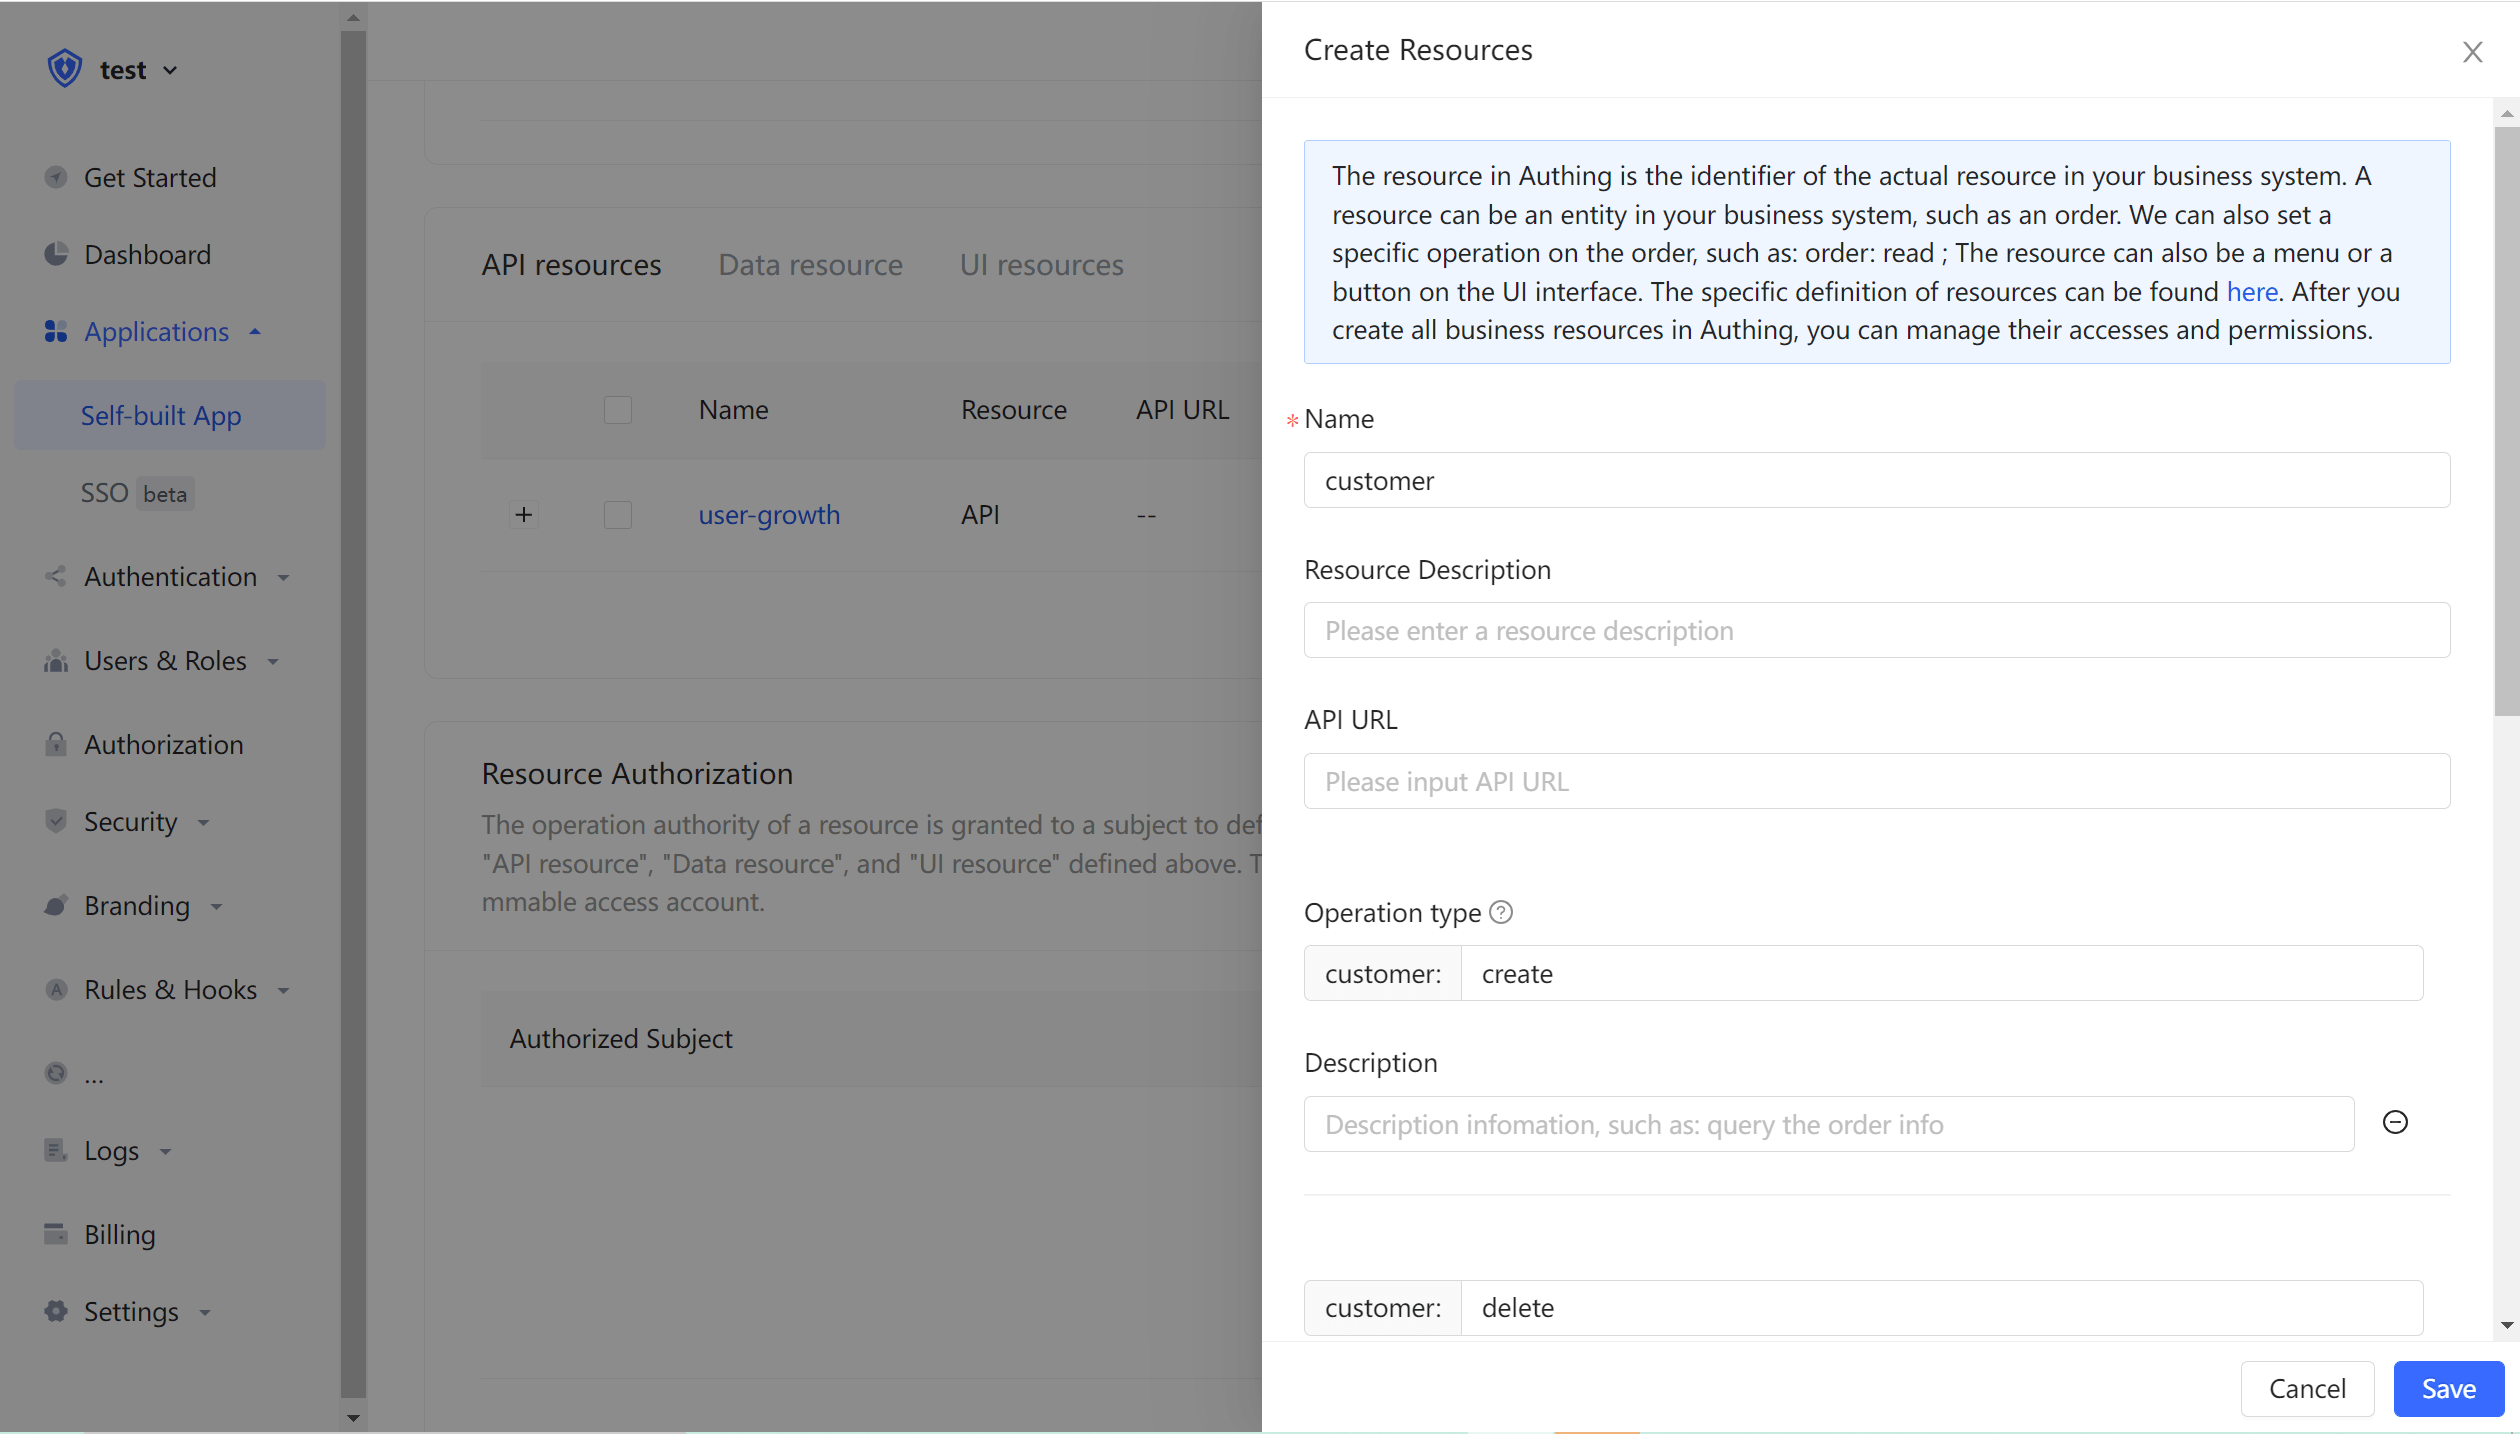 test
Get Started
Dashboard
Applications
Self-built App
SSO beta
Authentication
Users & Roles
Authorization
Security
Branding
Rules & Hooks
...
Logs
Billing
Settings
API resources Data resource UI resources
Name Resource API URL
+ user-growth API --
Resource Authorization
The operation authority of a resource is granted to a subject to def
"API resource", "Data resource", and "UI resource" defined above. T
mmable access account.
Authorized Subject
Create Resources
The resource in Authing is the identifier of the actual resource in your business system. A
resource can be an entity in your business system, such as an order. We can also set a
specific operation on the order, such as: order: read ; The resource can also be a menu or a
button on the UI interface. The specific definition of resources can be found here. After you
create all business resources in Authing, you can manage their accesses and permissions.
* Name
customer
Resource Description
Please enter a resource description
API URL
Please input API URL
Operation type ?
customer: create
Description
Description infomation, such as: query the order info
customer: delete
Cancel Save